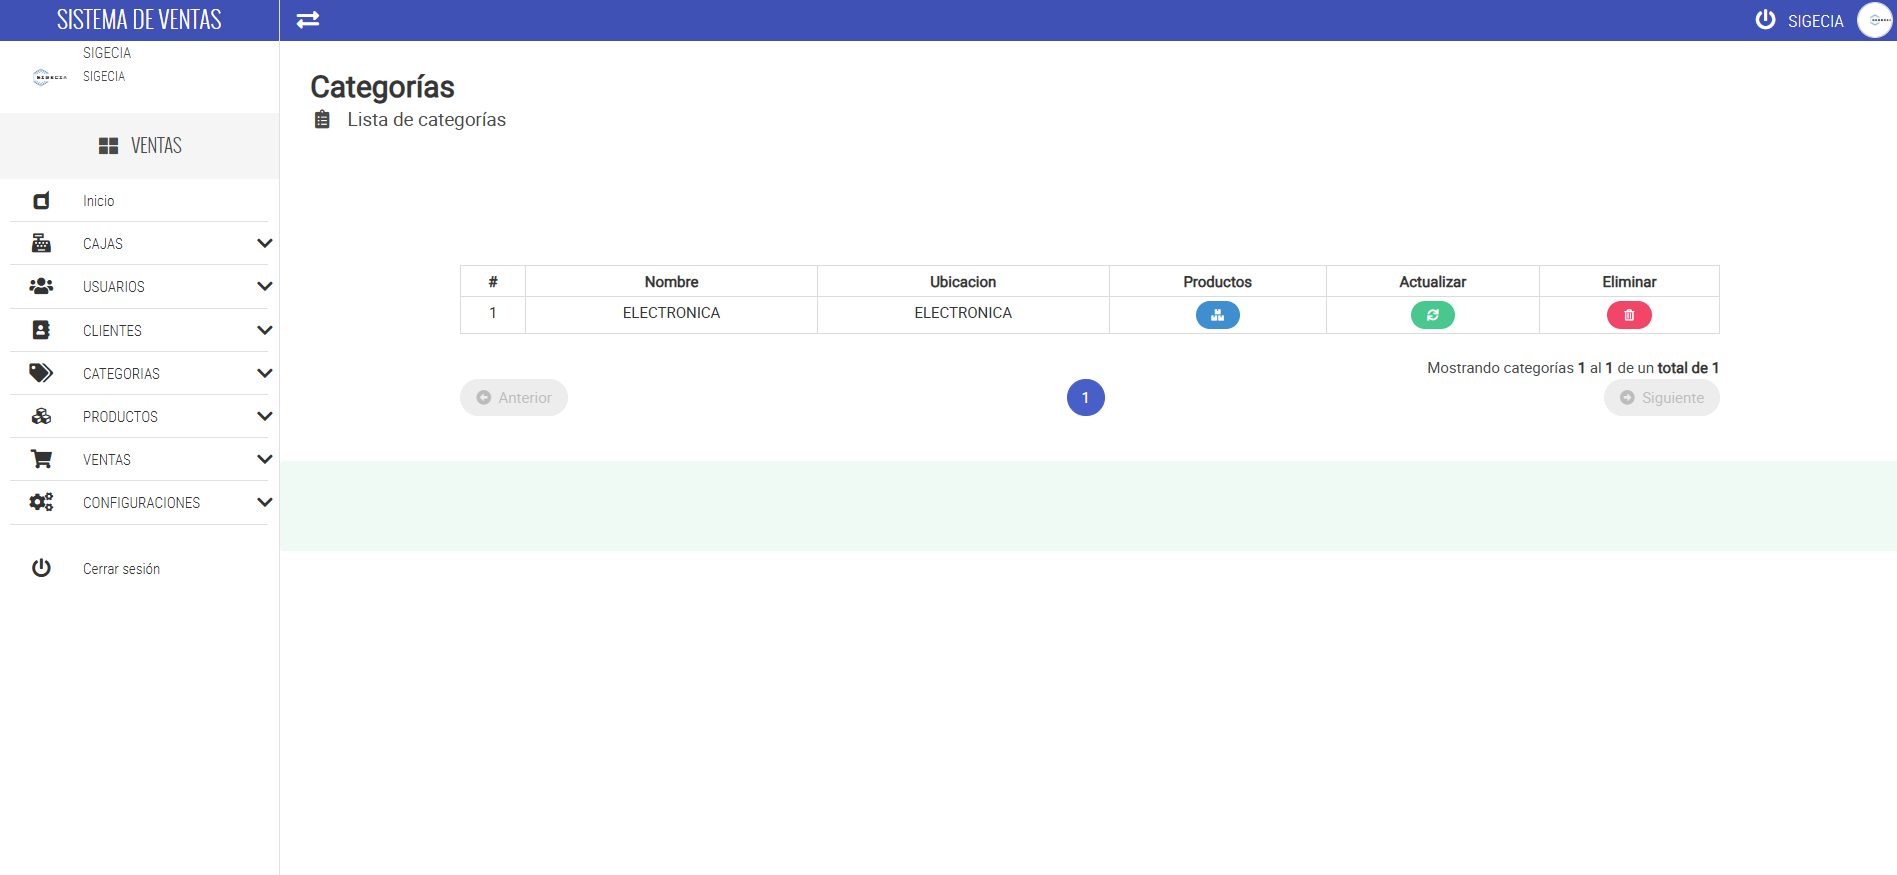 SISTEMA DE VENTAS
SIGECIA
SIGECIA
SIGECIA
SIGECIA
VENTAS
Inicio
CAJAS
USUARIOS
CLIENTES
CATEGORIAS
PRODUCTOS
VENTAS
CONFIGURACIONES
Cerrar sesión
Categorías
Lista de categorías
# Nombre Ubicacion Productos Actualizar Eliminar
1 ELECTRONICA ELECTRONICA
Mostrando categorías 1 al 1 de un total de 1
Anterior 1 Siguiente